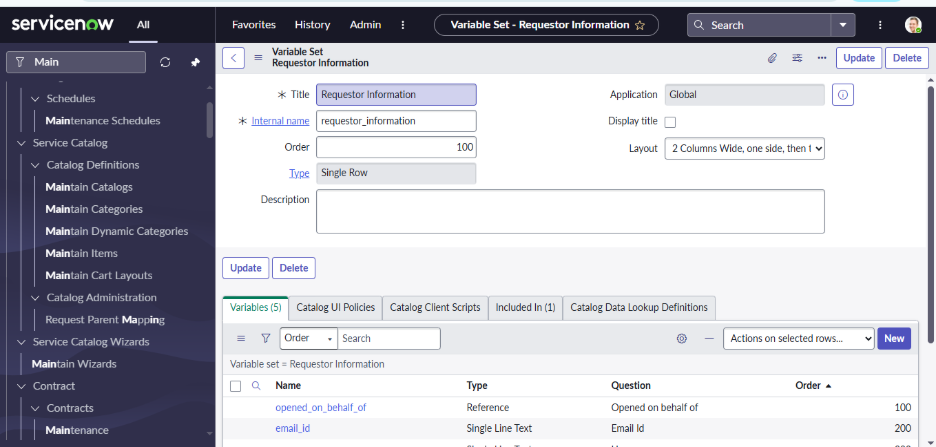 servicenow All Favorites History Admin Variable Set - Requestor Information Search
Main
Variable Set
Requestor Information
Update Delete
Schedules
Maintenance Schedules
Service Catalog
Catalog Definitions
Maintain Catalogs
Maintain Categories
Maintain Dynamic Categories
Maintain Items
Maintain Cart Layouts
Catalog Administration
Request Parent Mapping
Service Catalog Wizards
Maintain Wizards
Contract
Contracts
Maintenance
* Title Requestor Information
Application Global
* Internal name requestor_information
Display title
Order 100
Layout 2 Columns Wide, one side, then t
Type Single Row
Description
Update Delete
Variables (5) Catalog UI Policies Catalog Client Scripts Included In (1) Catalog Data Lookup Definitions
Order Search Actions on selected rows... New
Variable set = Requestor Information
Name Type Question Order
opened_on_behalf_of Reference Opened on behalf of 100
email_id Single Line Text Email Id 200